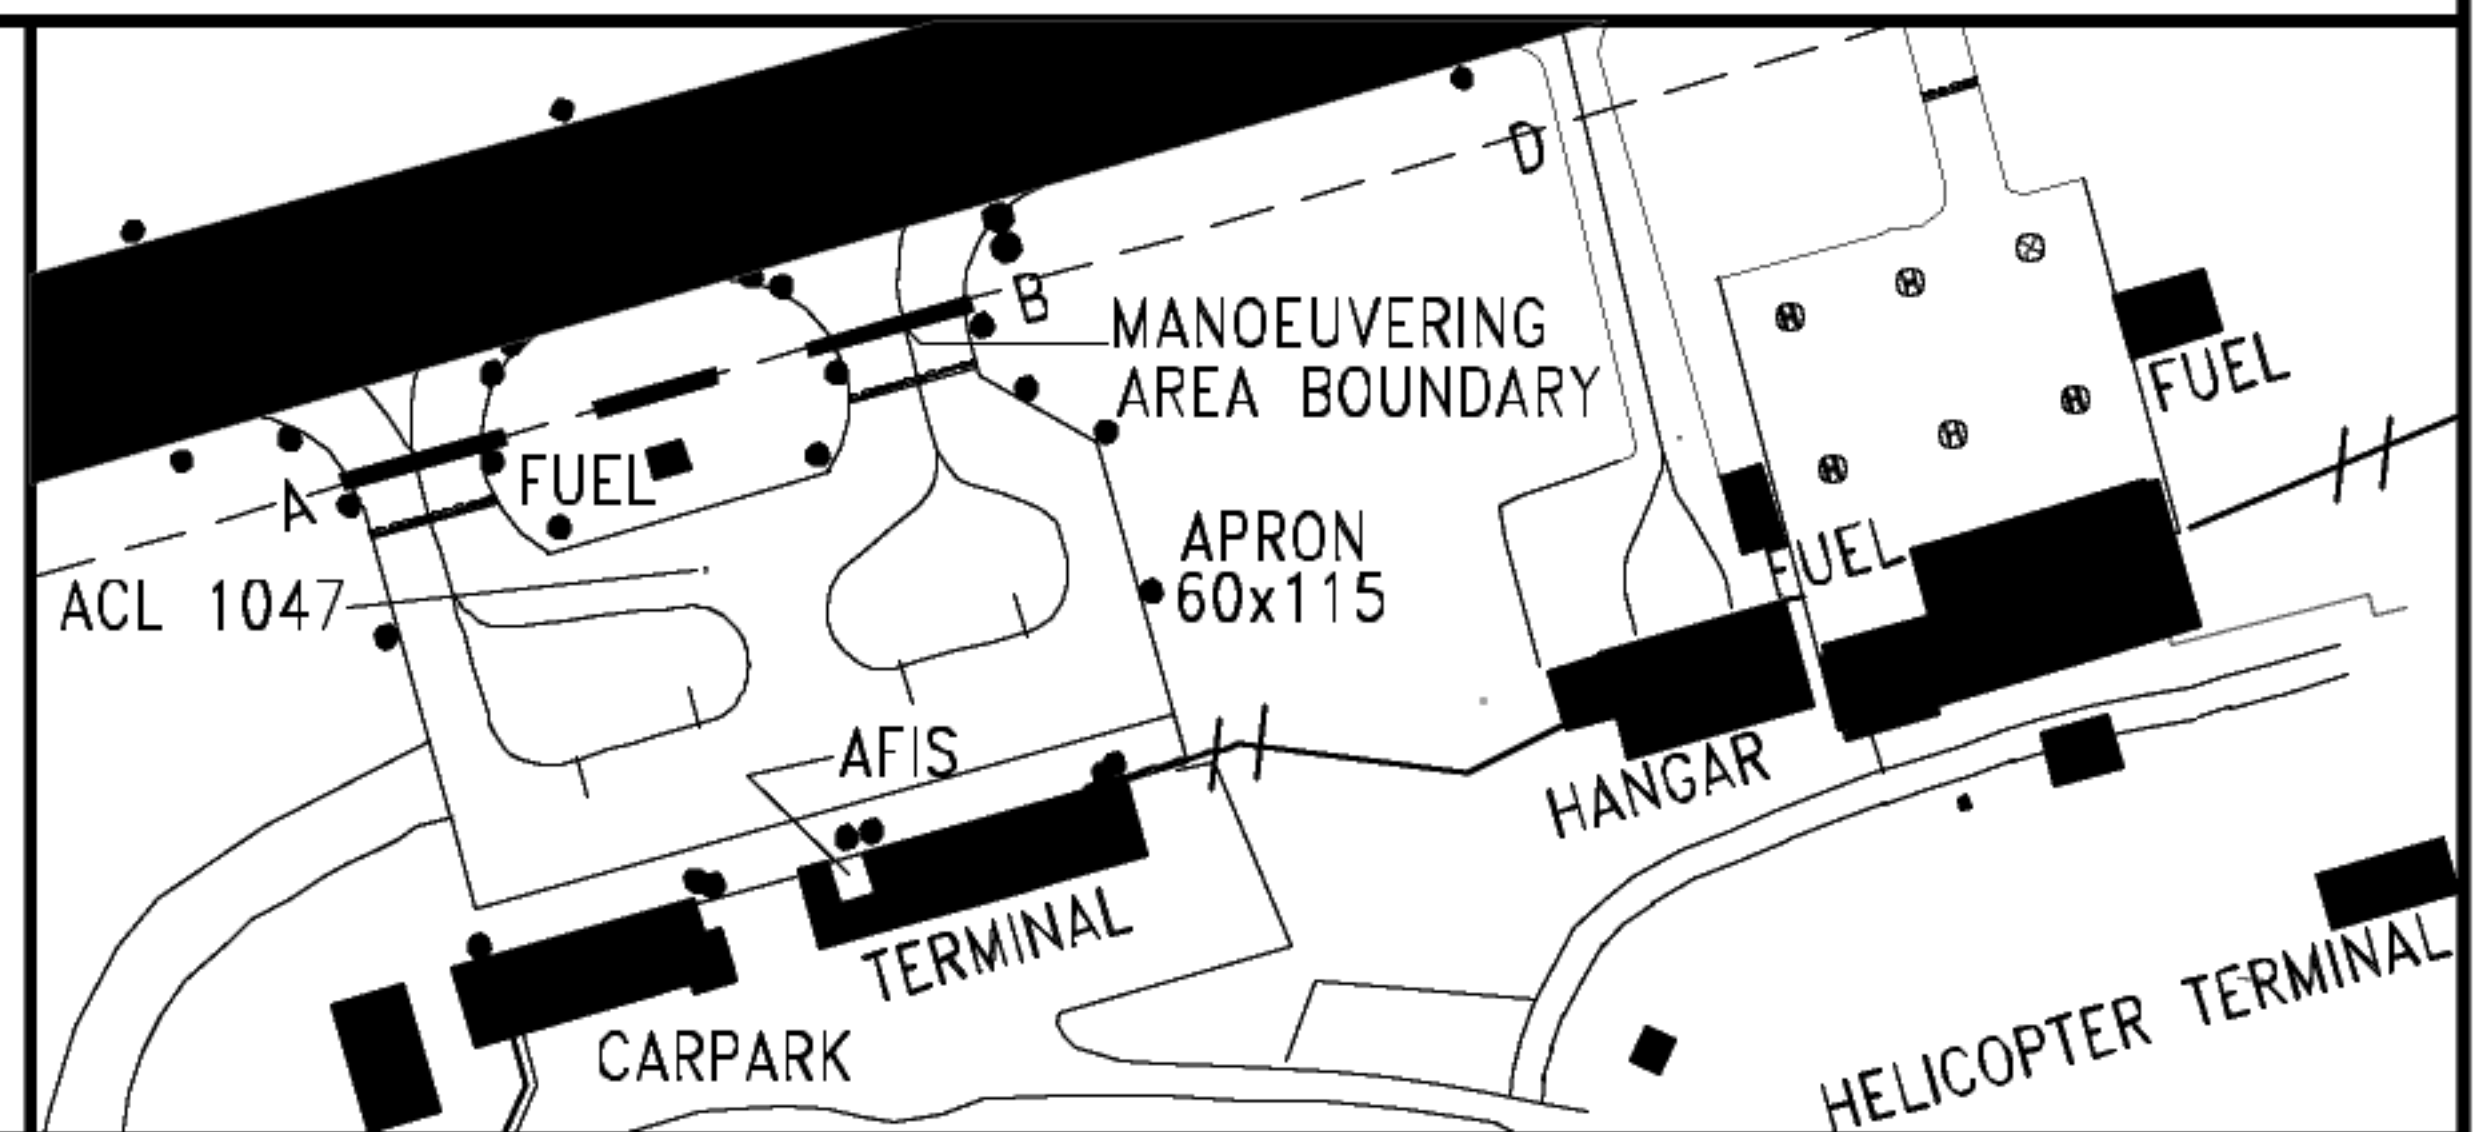 D
B
MANOEUVERING
AREA BOUNDARY
FUEL
A
FUEL
APRON
60x115
FUEL
ACL 1047
AFIS
HANGAR
TERMINAL
CARPARK
HELICOPTER TERMINAL